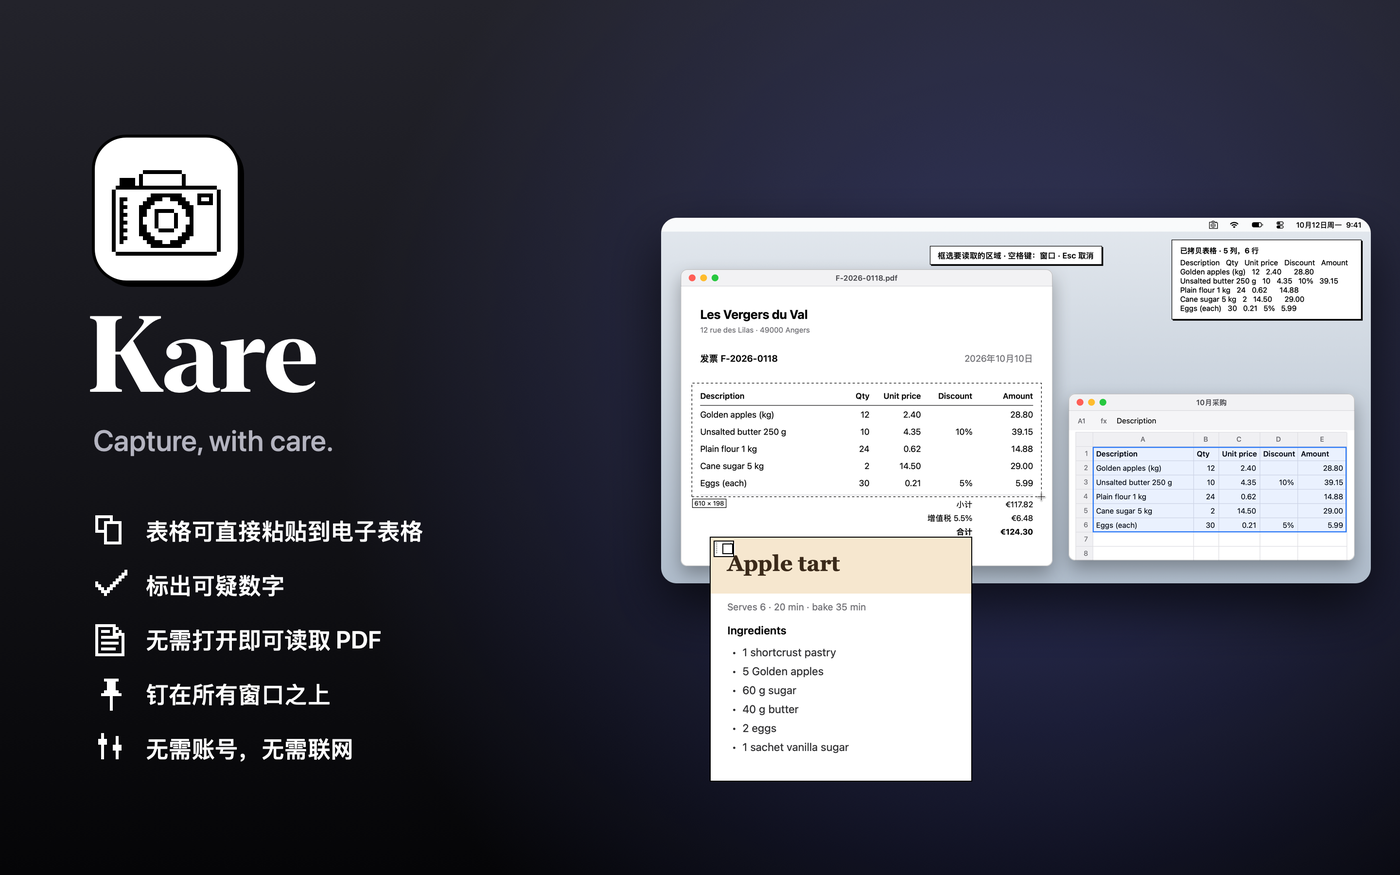 Kare
Capture, with care.
表格可直接粘贴到电子表格
标出可疑数字
无需打开即可读取 PDF
钉在所有窗口之上
无需账号，无需联网
10月12日周一 9:41
框选要读取的区域 · 空格键：窗口 · Esc 取消
已拷贝表格 · 5 列，6 行
Description Qty Unit price Discount Amount
Golden apples (kg) 12 2.40 28.80
Unsalted butter 250 g 10 4.35 10% 39.15
Plain flour 1 kg 24 0.62 14.88
Cane sugar 5 kg 2 14.50 29.00
Eggs (each) 30 0.21 5% 5.99
F-2026-0118.pdf
Les Vergers du Val
12 rue des Lilas · 49000 Angers
发票 F-2026-0118 2026年10月10日
Description Qty Unit price Discount Amount
Golden apples (kg) 12 2.40 28.80
Unsalted butter 250 g 10 4.35 10% 39.15
Plain flour 1 kg 24 0.62 14.88
Cane sugar 5 kg 2 14.50 29.00
Eggs (each) 30 0.21 5% 5.99
610 × 198
小计 €117.82
增值税 5.5% €6.48
合计 €124.30
10月采购
A1 fx Description
A B C D E
1 Description Qty Unit price Discount Amount
2 Golden apples (kg) 12 2.40 28.80
3 Unsalted butter 250 g 10 4.35 10% 39.15
4 Plain flour 1 kg 24 0.62 14.88
5 Cane sugar 5 kg 2 14.50 29.00
6 Eggs (each) 30 0.21 5% 5.99
7
8
Apple tart
Serves 6 · 20 min · bake 35 min
Ingredients
• 1 shortcrust pastry
• 5 Golden apples
• 60 g sugar
• 40 g butter
• 2 eggs
• 1 sachet vanilla sugar